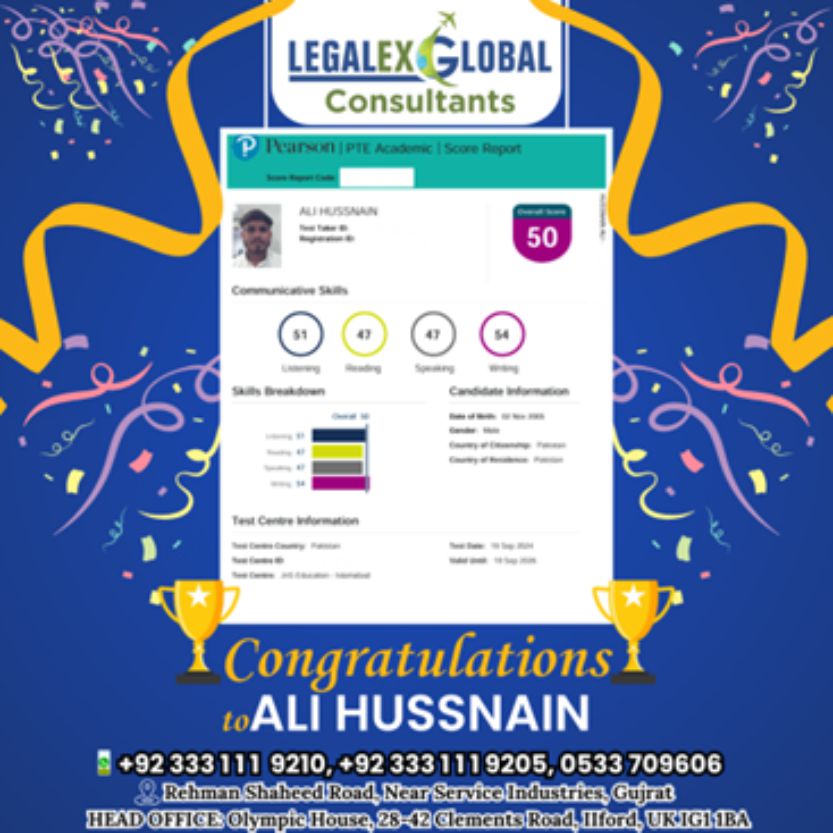 LEGALEX GLOBAL
Consultants
Pearson | PTE Academic | Score Report
Score Report Code:
ALI HUSSNAIN
Test Taker ID:
Registration ID:
Overall Score
50
Communicative Skills
51 47 47 54
Listening Reading Speaking Writing
Skills Breakdown
Candidate Information
Overall 50
Listening 51
Reading 47
Speaking 47
Writing 54
Date of Birth: 02 Nov
Gender: Male
Country of Citizenship: Pakistan
Country of Residence: Pakistan
Test Centre Information
Test Centre Country: Pakistan
Test Centre ID:
Test Centre: Education - Islamabad
Test Date: Sep 2024
Valid Until: Sep 2026
Congratulations
to ALI HUSSNAIN
+92 333 111 9210, +92 333 111 9205, 0533 709606
Rehman Shaheed Road, Near Service Industries, Gujrat
HEAD OFFICE: Olympic House, 28-42 Clements Road, Ilford, UK IG1 1BA